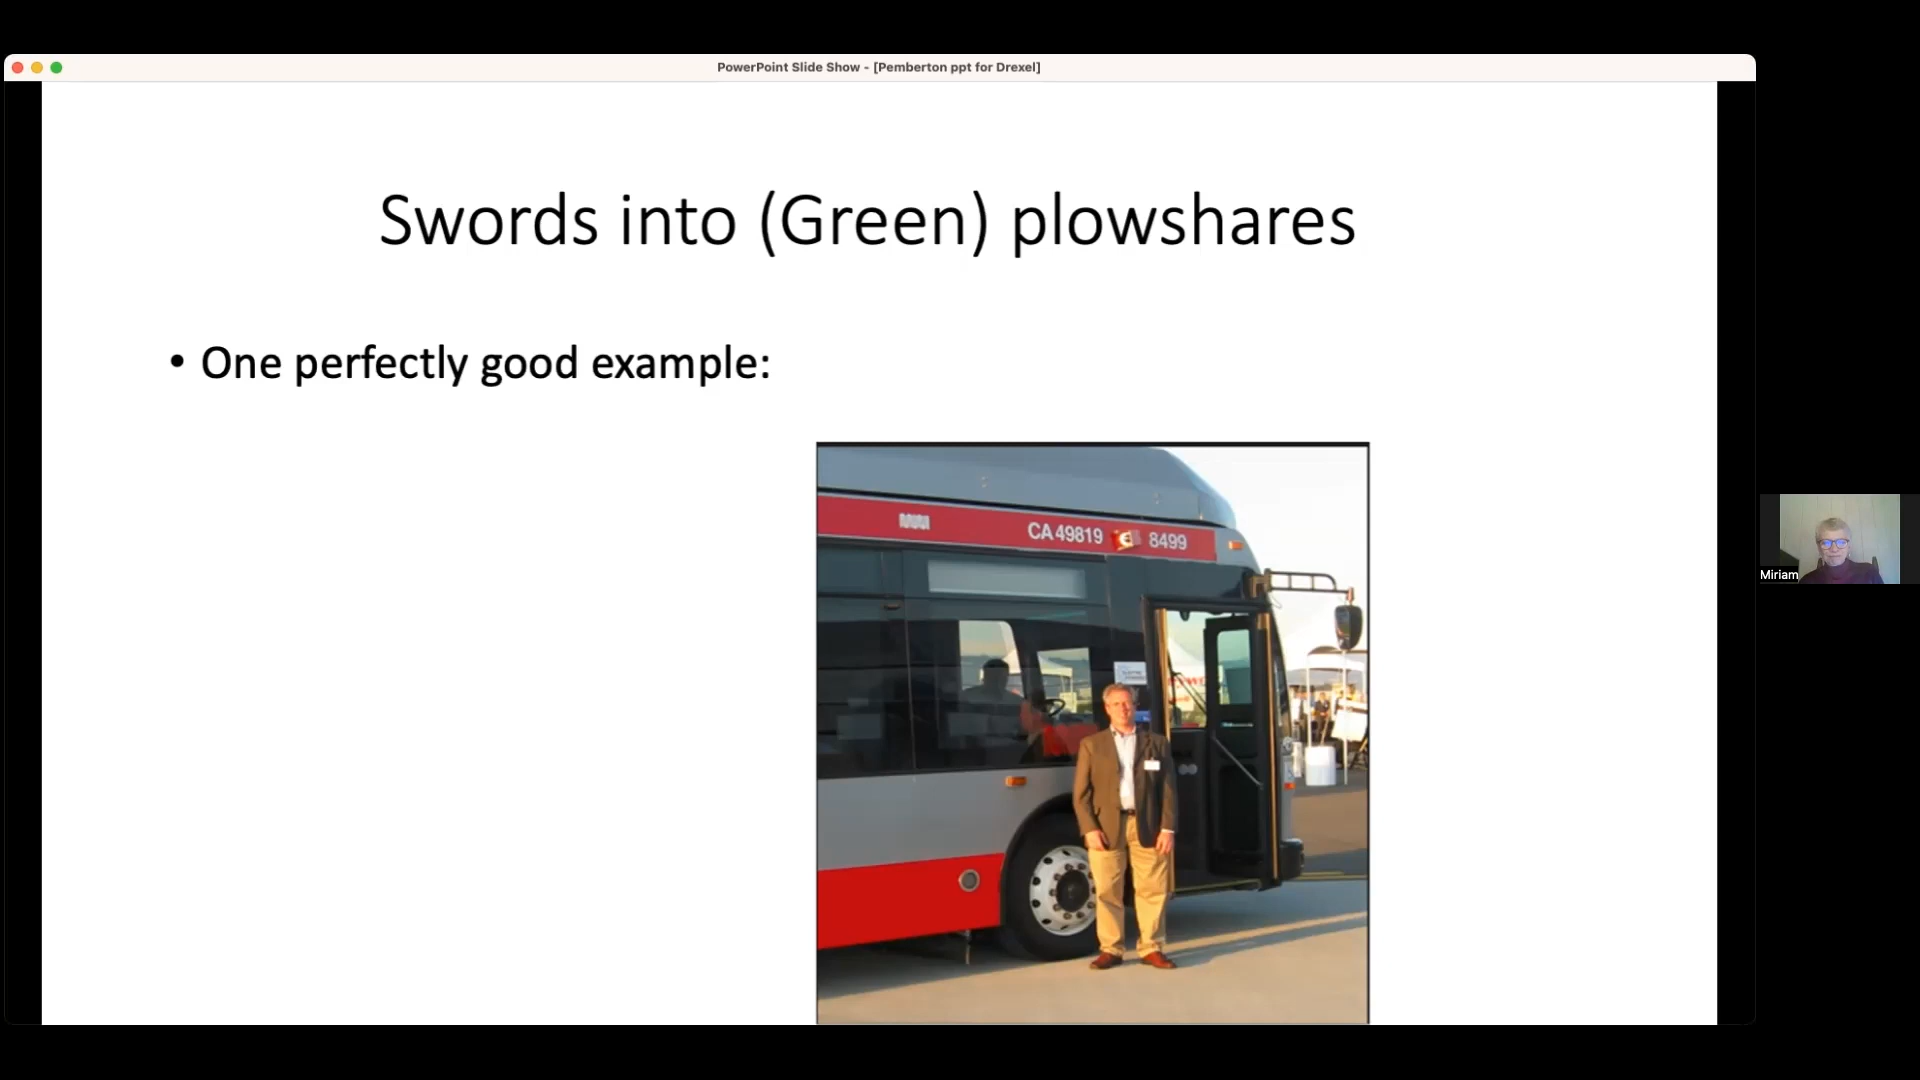 PowerPoint Slide Show - [Pemberton ppt for Drexel]
Swords into (Green) plowshares
• One perfectly good example:
CA 49819 8499
Miriam